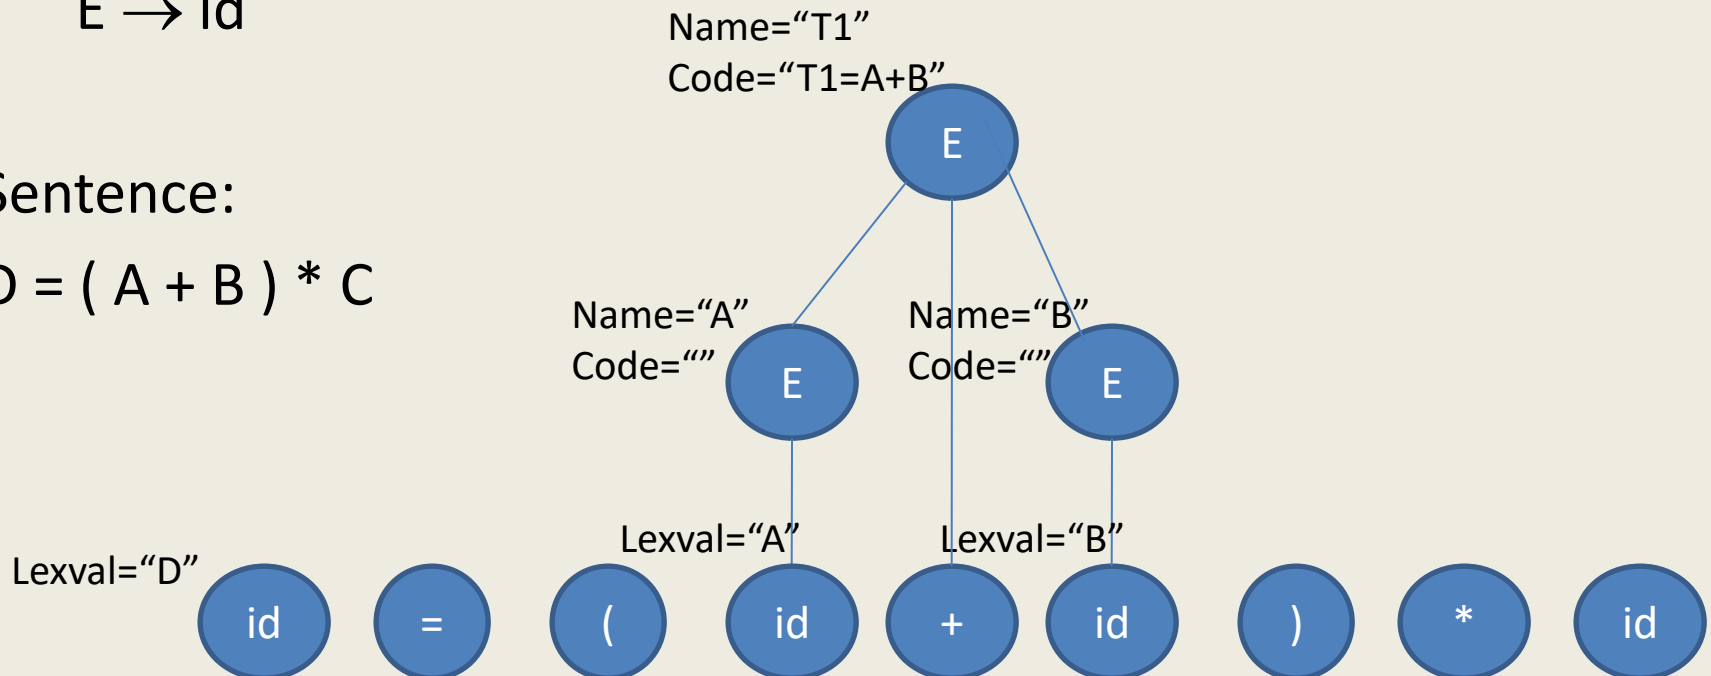 E → id
Name=“T1”
Code=“T1=A+B”
E
Sentence:
D = ( A + B ) * C
Name=“A”
Code=“”
E
Name=“B”
Code=“”
E
Lexval=“D”
Lexval=“A”
Lexval=“B”
id = ( id + id ) * id